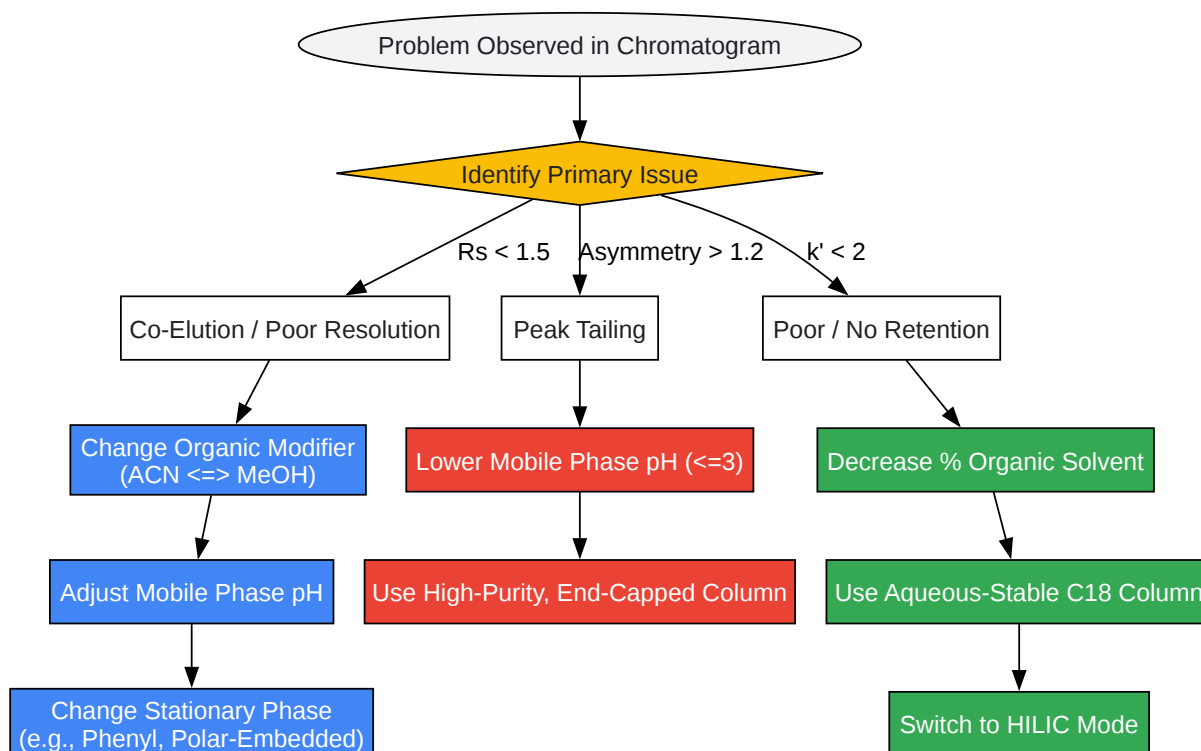 Problem Observed in Chromatogram
Identify Primary Issue
Rs < 1.5
Asymmetry > 1.2
k' < 2
Co-Elution / Poor Resolution
Peak Tailing
Poor / No Retention
Change Organic Modifier
(ACN <=> MeOH)
Lower Mobile Phase pH (<=3)
Decrease % Organic Solvent
Adjust Mobile Phase pH
Use High-Purity, End-Capped Column
Use Aqueous-Stable C18 Column
Change Stationary Phase
(e.g., Phenyl, Polar-Embedded)
Switch to HILIC Mode